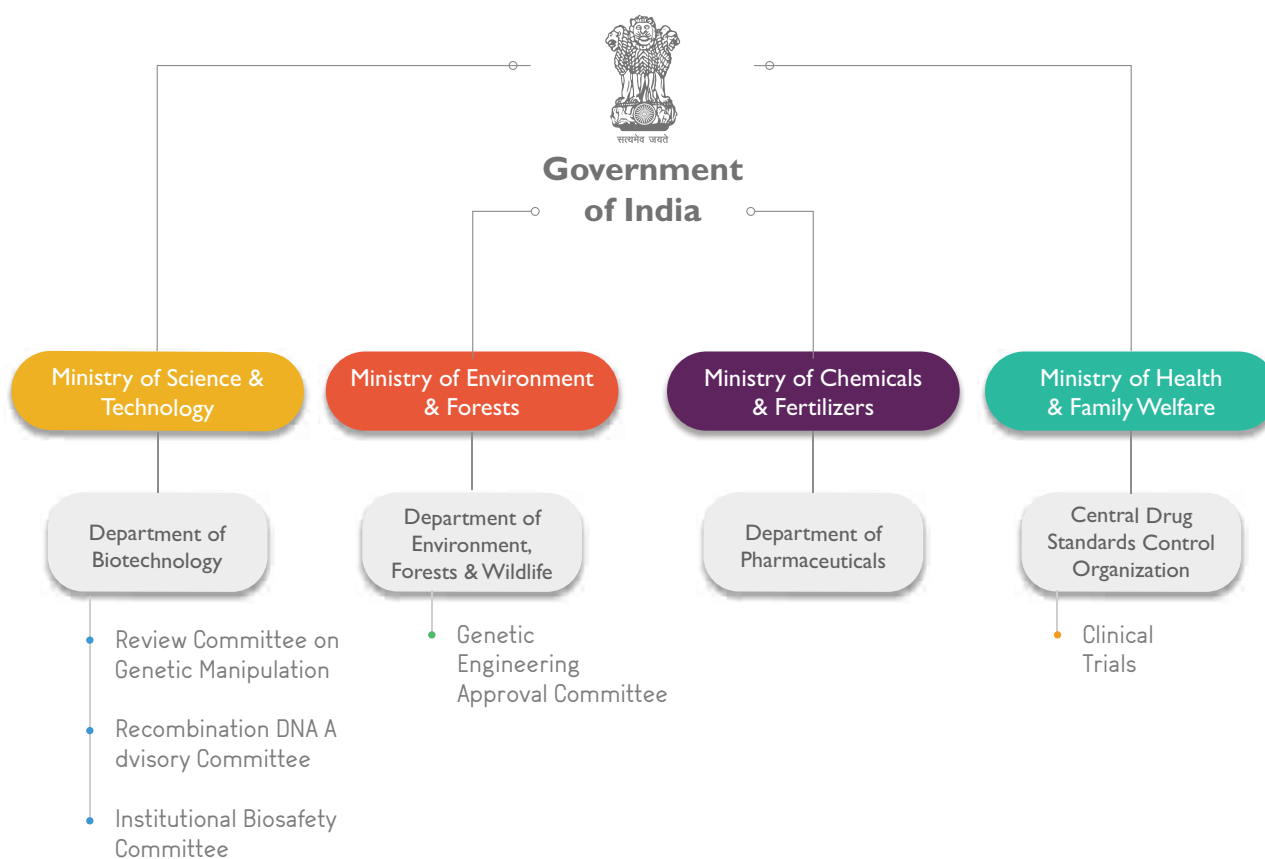 सत्यमेव जयते
Government
of India
Ministry of Science &
Technology
Ministry of Environment
& Forests
Ministry of Chemicals
& Fertilizers
Ministry of Health
& Family Welfare
Department of
Biotechnology
Department of
Environment,
Forests & Wildlife
Department of
Pharmaceuticals
Central Drug
Standards Control
Organization
Review Committee on
Genetic Manipulation
Recombination DNA A
dvisory Committee
Institutional Biosafety
Committee
Genetic
Engineering
Approval Committee
Clinical
Trials